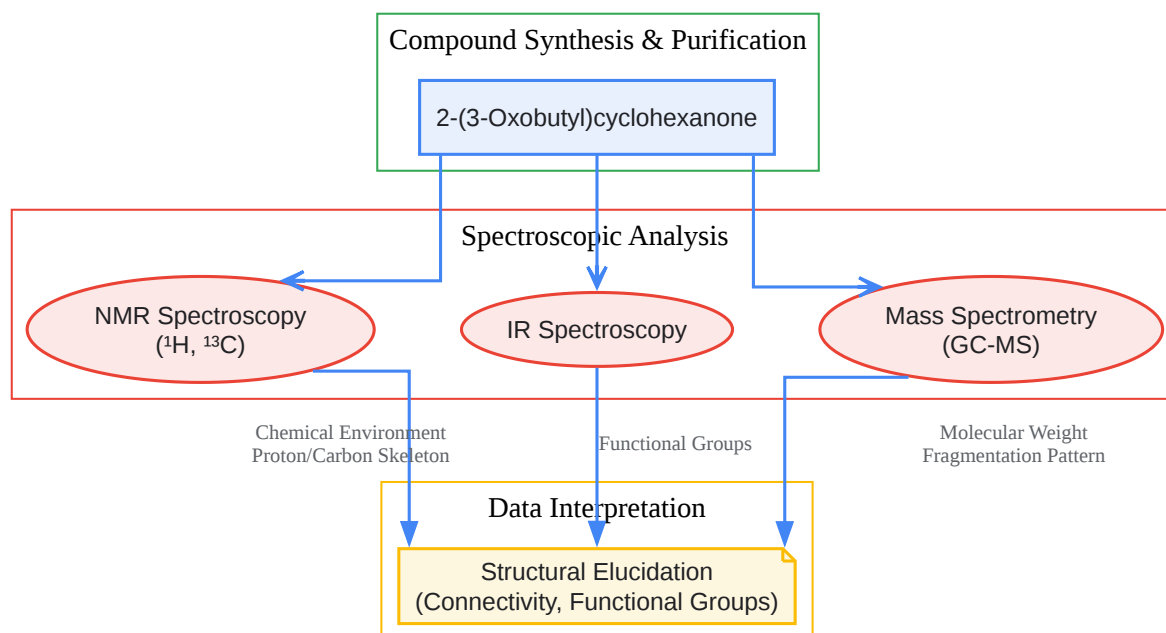 Compound Synthesis & Purification
2-(3-Oxobutyl)cyclohexanone
Spectroscopic Analysis
NMR Spectroscopy
(¹H, ¹³C)
IR Spectroscopy
Mass Spectrometry
(GC-MS)
Chemical Environment
Proton/Carbon Skeleton
Functional Groups
Molecular Weight
Fragmentation Pattern
Data Interpretation
Structural Elucidation
(Connectivity, Functional Groups)